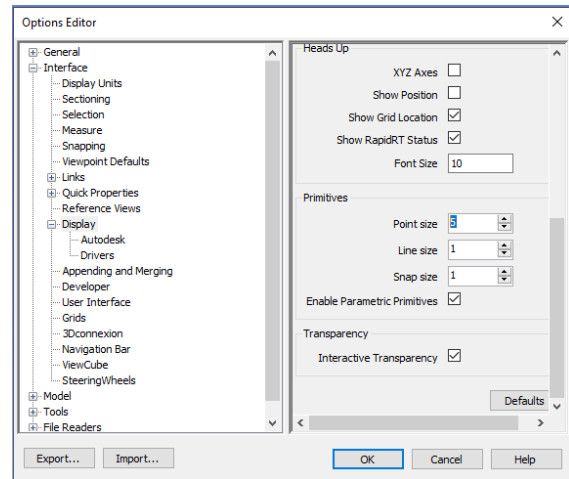 Options Editor
General
Interface
Display Units
Sectioning
Selection
Measure
Snapping
Viewpoint Defaults
Links
Quick Properties
Reference Views
Display
Autodesk
Drivers
Appending and Merging
Developer
User Interface
Grids
3Dconnexion
Navigation Bar
ViewCube
SteeringWheels
Model
Tools
File Readers
Heads Up
XYZ Axes
Show Position
Show Grid Location
Show RapidRT Status
Font Size 10
Primitives
Point size 5
Line size 1
Snap size 1
Enable Parametric Primitives
Transparency
Interactive Transparency
Defaults
Export... Import... OK Cancel Help